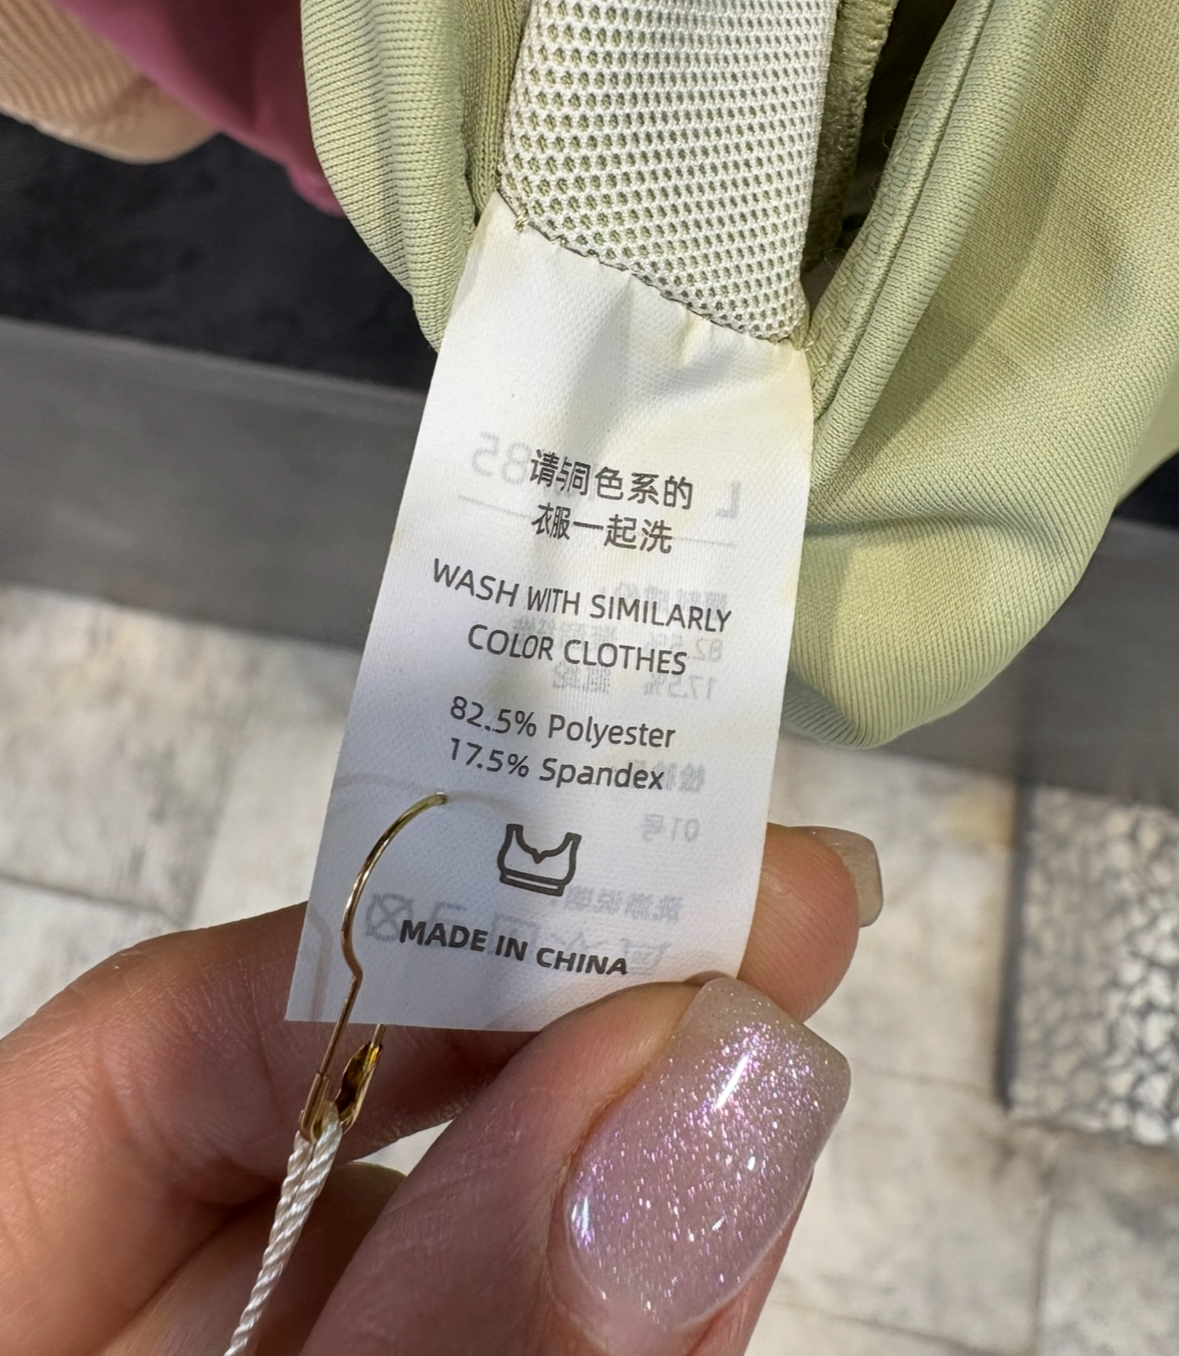 请与同色系的
衣服一起洗
WASH WITH SIMILARLY
COLOR CLOTHES
82.5% Polyester
17.5% Spandex
MADE IN CHINA